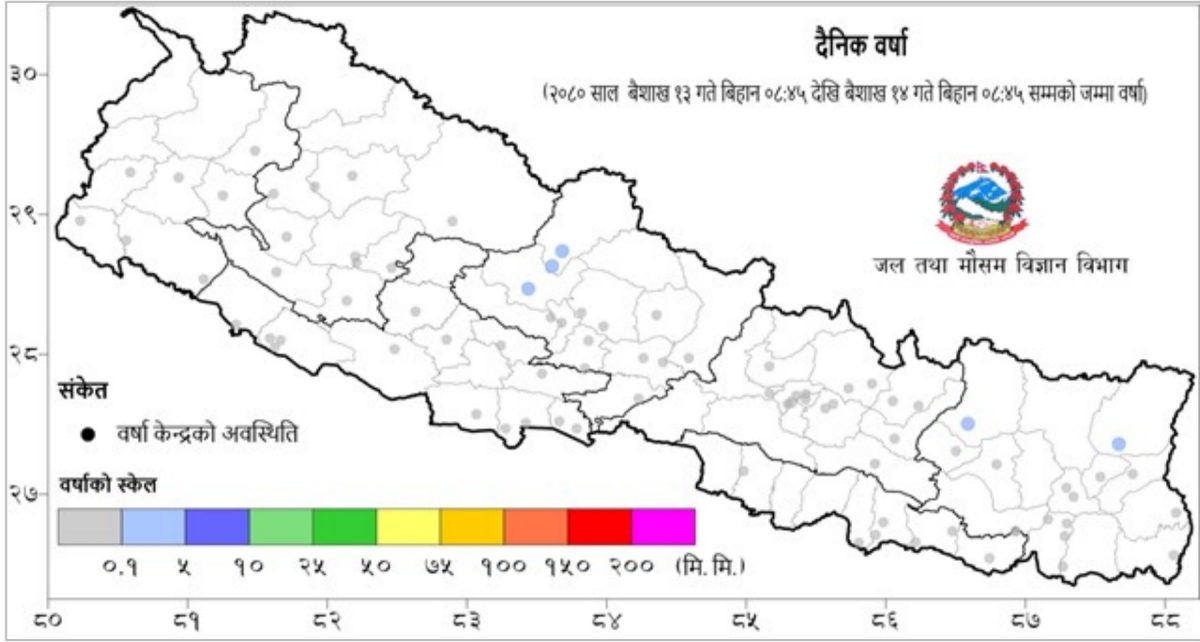 दैनिक वर्षा
(२०८० साल बैशाख १३ गते बिहान ०८:४५ देखि बैशाख १४ गते बिहान ०८:४५ सम्मको जम्मा वर्षा)
जल तथा मौसम विज्ञान विभाग
३०
२९
२८
२७
संकेत
वर्षा केन्द्रको अवस्थिति
वर्षाको स्केल
०.१ ५ १० २५ ५० ७५ १०० १५० २०० (मि.मि.)
८० ८१ ८२ ८३ ८४ ८५ ८६ ८७ ८८